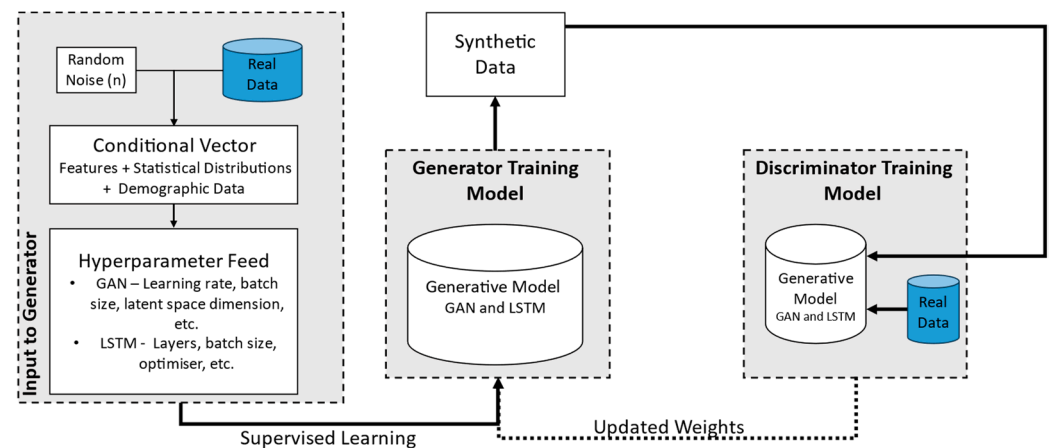 Input to Generator
Random
Noise (n)
Real
Data
Conditional Vector
Features + Statistical Distributions
+ Demographic Data
Hyperparameter Feed
• GAN – Learning rate, batch
size, latent space dimension,
etc.
• LSTM - Layers, batch size,
optimiser, etc.
Supervised Learning
Synthetic
Data
Generator Training
Model
Generative Model
GAN and LSTM
Discriminator Training
Model
Generative
Model
GAN and LSTM
Real
Data
Updated Weights